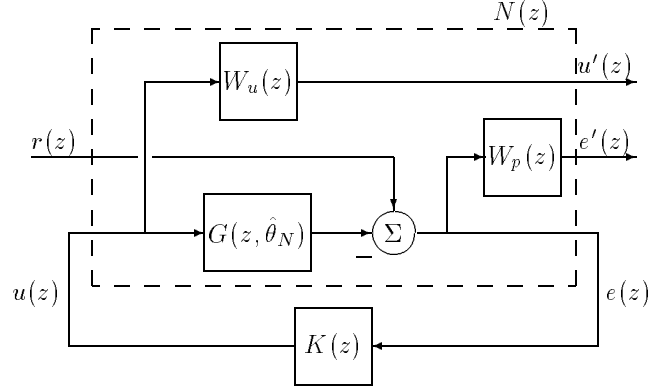 N(z)
W_u(z)
u'(z)
r(z)
W_p(z)
e'(z)
G(z, θ̂_N)
Σ
−
u(z)
e(z)
K(z)